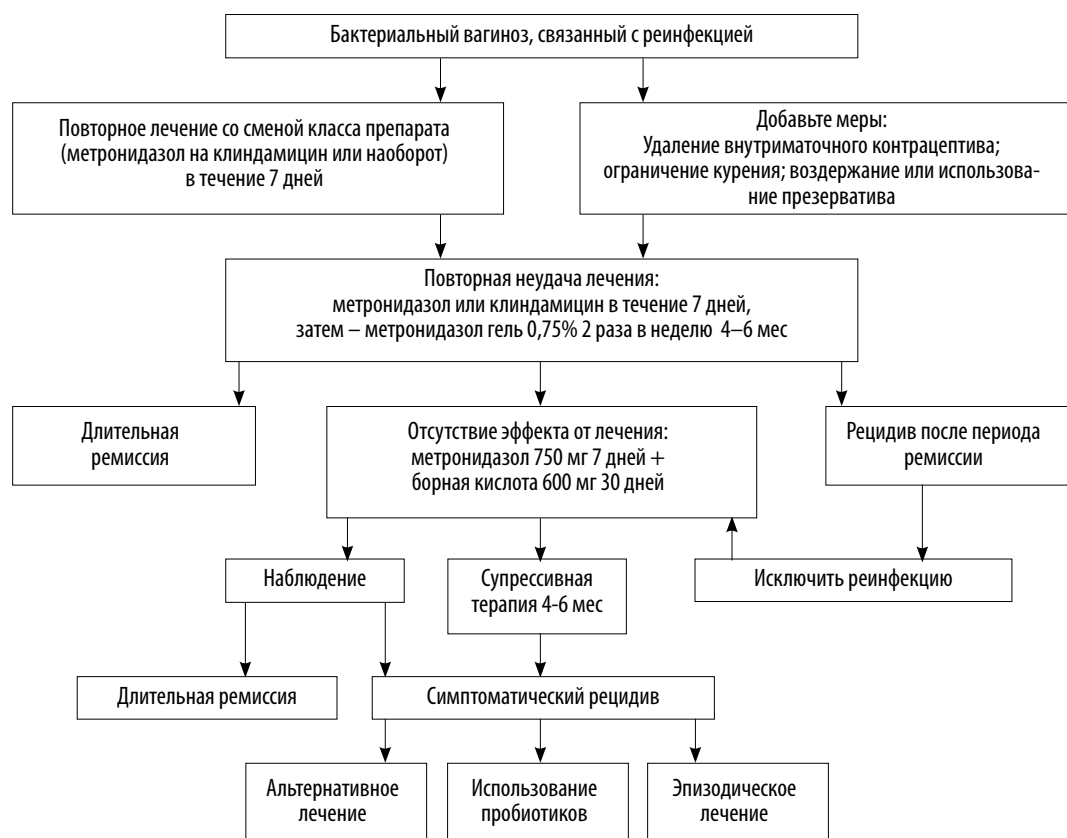 Бактериальный вагиноз, связанный с реинфекцией
Повторное лечение со сменой класса препарата
(метронидазол на клиндамицин или наоборот)
в течение 7 дней
Добавьте меры:
Удаление внутриматочного контрацептива;
ограничение курения; воздержание или использова-
ние презерватива
Повторная неудача лечения:
метронидазол или клиндамицин в течение 7 дней,
затем – метронидазол гель 0,75% 2 раза в неделю 4–6 мес
Длительная
ремиссия
Отсутствие эффекта от лечения:
метронидазол 750 мг 7 дней +
борная кислота 600 мг 30 дней
Рецидив после периода
ремиссии
Наблюдение
Супрессивная
терапия 4-6 мес
Исключить реинфекцию
Длительная ремиссия
Симптоматический рецидив
Альтернативное
лечение
Использование
пробиотиков
Эпизодическое
лечение